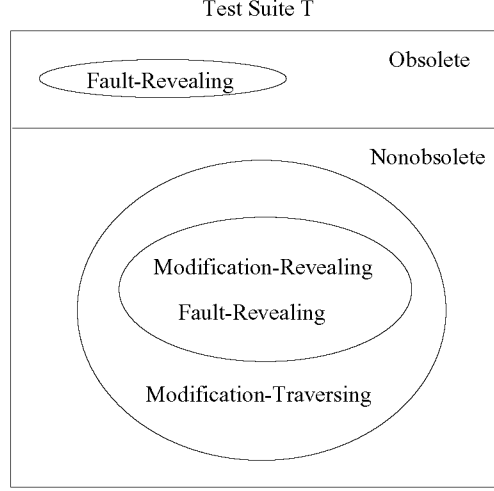 Test Suite T
Obsolete
Fault-Revealing
Nonobsolete
Modification-Revealing
Fault-Revealing
Modification-Traversing